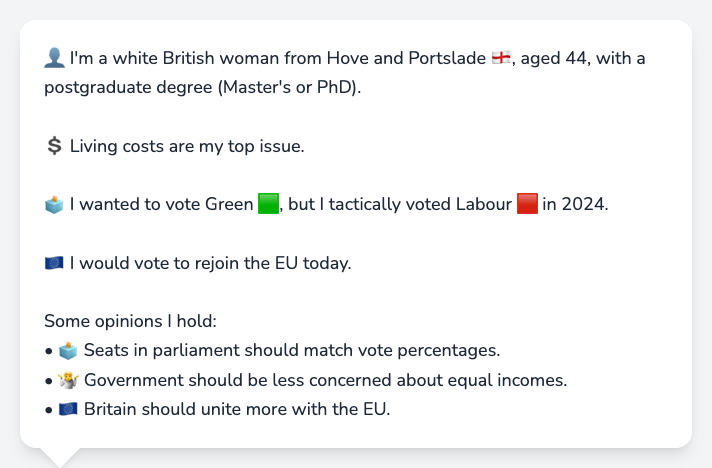 👤 I'm a white British woman from Hove and Portslade 🏴󠁧󠁢󠁥󠁮󠁧󠁿, aged 44, with a
postgraduate degree (Master's or PhD).
💲 Living costs are my top issue.
🗳️ I wanted to vote Green 🟩, but I tactically voted Labour 🟥 in 2024.
🇪🇺 I would vote to rejoin the EU today.
Some opinions I hold:
• 🗳️ Seats in parliament should match vote percentages.
• 🤷 Government should be less concerned about equal incomes.
• 🇪🇺 Britain should unite more with the EU.